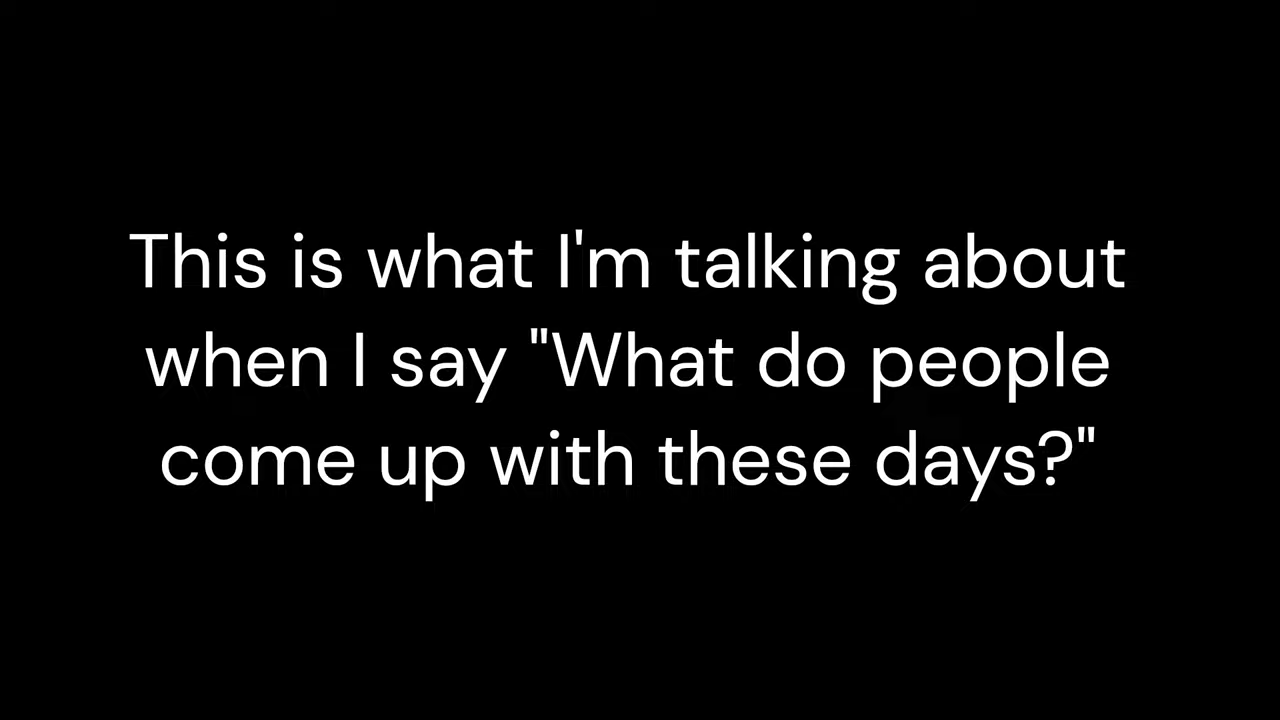 This is what I'm talking about
when I say "What do people
come up with these days?"